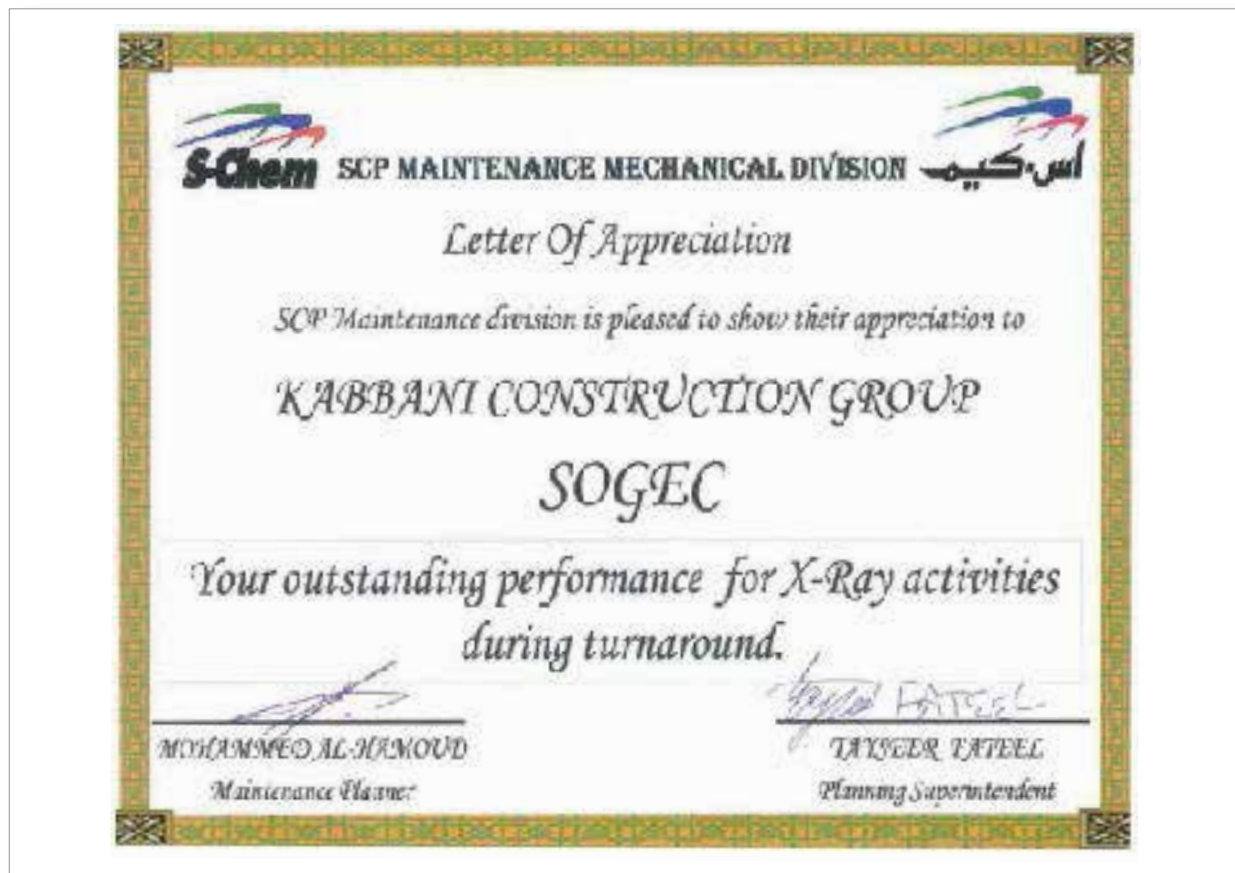 S-Chem SCP MAINTENANCE MECHANICAL DIVISION اس-كيم
Letter Of Appreciation
SCP Maintenance division is pleased to show their appreciation to
KABBANI CONSTRUCTION GROUP
SOGEC
Your outstanding performance for X-Ray activities
during turnaround.
FATEEL
MOHAMMED AL-HAMOUD TAYSEER FATEEL
Maintenance Planner Planning Superintendent